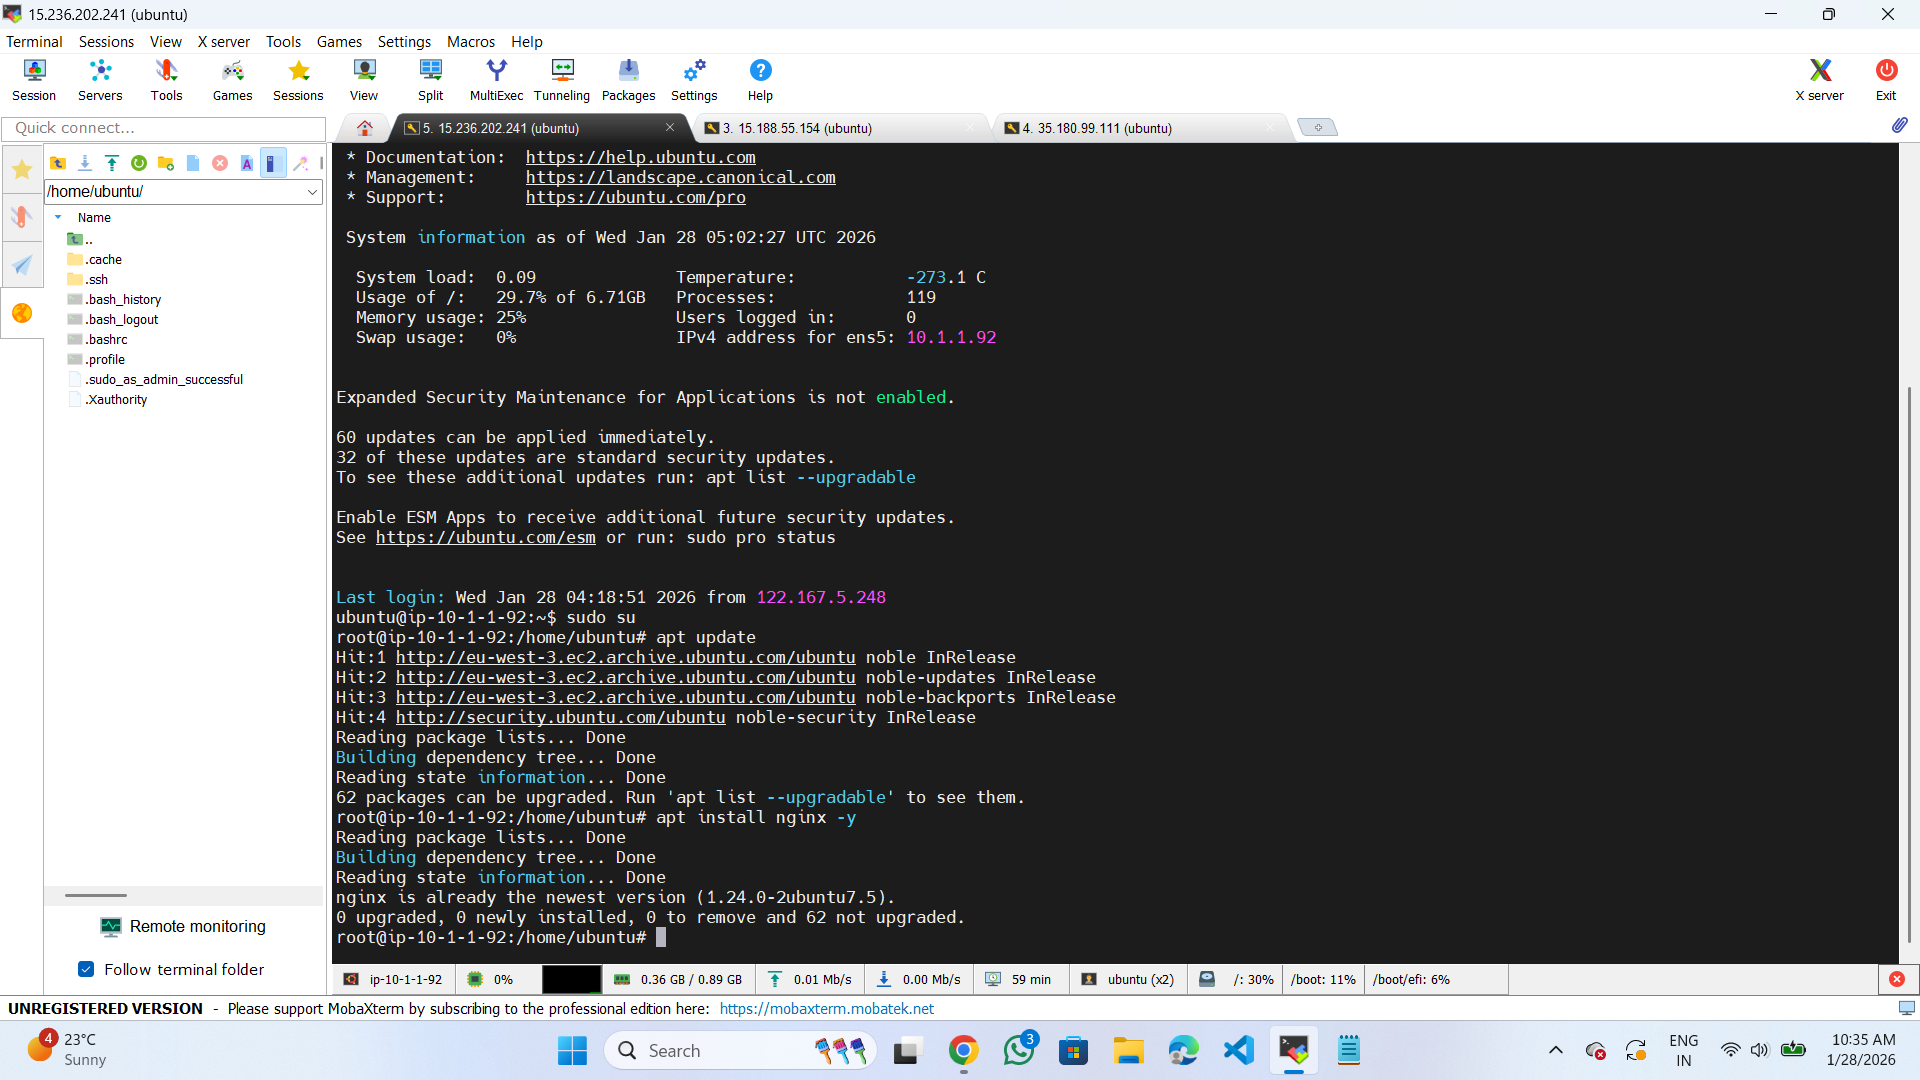 15.236.202.241 (ubuntu)
Terminal Sessions View X server Tools Games Settings Macros Help
Session Servers Tools Games Sessions View Split MultiExec Tunneling Packages Settings Help X server Exit
Quick connect...
5. 15.236.202.241 (ubuntu)
3. 15.188.55.154 (ubuntu)
4. 35.180.99.111 (ubuntu)
/home/ubuntu/
Name
..
.cache
.ssh
.bash_history
.bash_logout
.bashrc
.profile
.sudo_as_admin_successful
.Xauthority
Remote monitoring
Follow terminal folder
* Documentation: https://help.ubuntu.com
* Management: https://landscape.canonical.com
* Support: https://ubuntu.com/pro
System information as of Wed Jan 28 05:02:27 UTC 2026
System load: 0.09 Temperature: -273.1 C
Usage of /: 29.7% of 6.71GB Processes: 119
Memory usage: 25% Users logged in: 0
Swap usage: 0% IPv4 address for ens5: 10.1.1.92
Expanded Security Maintenance for Applications is not enabled.
60 updates can be applied immediately.
32 of these updates are standard security updates.
To see these additional updates run: apt list --upgradable
Enable ESM Apps to receive additional future security updates.
See https://ubuntu.com/esm or run: sudo pro status
Last login: Wed Jan 28 04:18:51 2026 from 122.167.5.248
ubuntu@ip-10-1-1-92:~$ sudo su
root@ip-10-1-1-92:/home/ubuntu# apt update
Hit:1 http://eu-west-3.ec2.archive.ubuntu.com/ubuntu noble InRelease
Hit:2 http://eu-west-3.ec2.archive.ubuntu.com/ubuntu noble-updates InRelease
Hit:3 http://eu-west-3.ec2.archive.ubuntu.com/ubuntu noble-backports InRelease
Hit:4 http://security.ubuntu.com/ubuntu noble-security InRelease
Reading package lists... Done
Building dependency tree... Done
Reading state information... Done
62 packages can be upgraded. Run 'apt list --upgradable' to see them.
root@ip-10-1-1-92:/home/ubuntu# apt install nginx -y
Reading package lists... Done
Building dependency tree... Done
Reading state information... Done
nginx is already the newest version (1.24.0-2ubuntu7.5).
0 upgraded, 0 newly installed, 0 to remove and 62 not upgraded.
root@ip-10-1-1-92:/home/ubuntu#
ip-10-1-1-92 0% 0.36 GB / 0.89 GB 0.01 Mb/s 0.00 Mb/s 59 min ubuntu (x2) /: 30% /boot: 11% /boot/efi: 6%
UNREGISTERED VERSION - Please support MobaXterm by subscribing to the professional edition here: https://mobaxterm.mobatek.net
4
23°C
Sunny
Search
3
ENG
IN
10:35 AM
1/28/2026